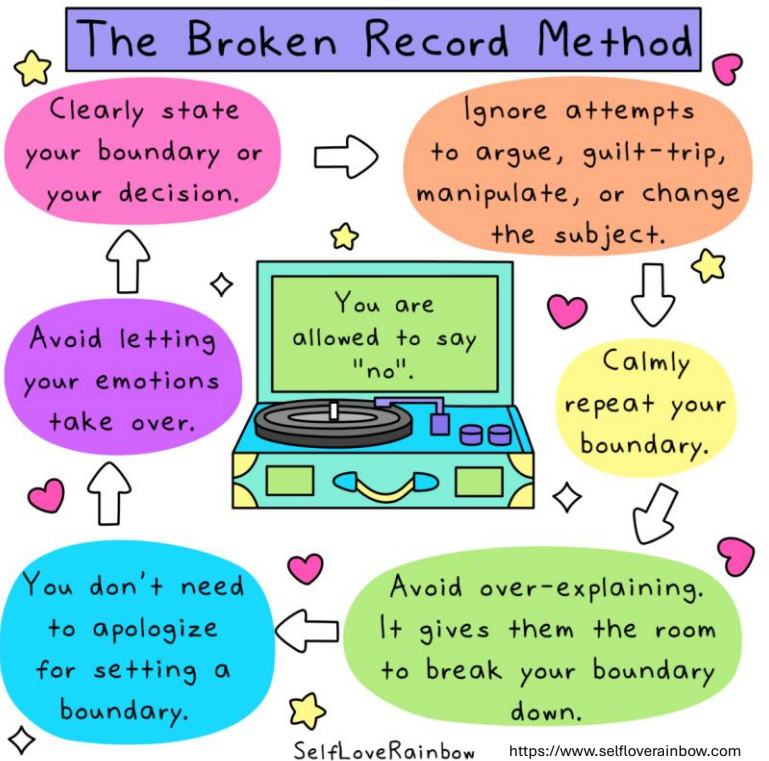 The Broken Record Method
Clearly state
your boundary or
your decision.
Ignore attempts
to argue, guilt-trip,
manipulate, or change
the subject.
Calmly
repeat your
boundary.
Avoid over-explaining.
It gives them the room
to break your boundary
down.
You don't need
to apologize
for setting a
boundary.
Avoid letting
your emotions
take over.
You are
allowed to say
"no".
SelfLoveRainbow
https://www.selfloverainbow.com